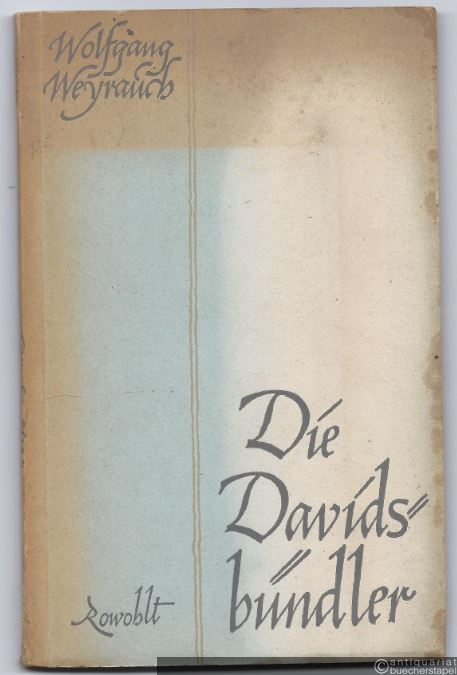 Wolfgang
Weyrauch
Die
Davids=
bündler
Rowohlt
© antiquariat
buecherstapel